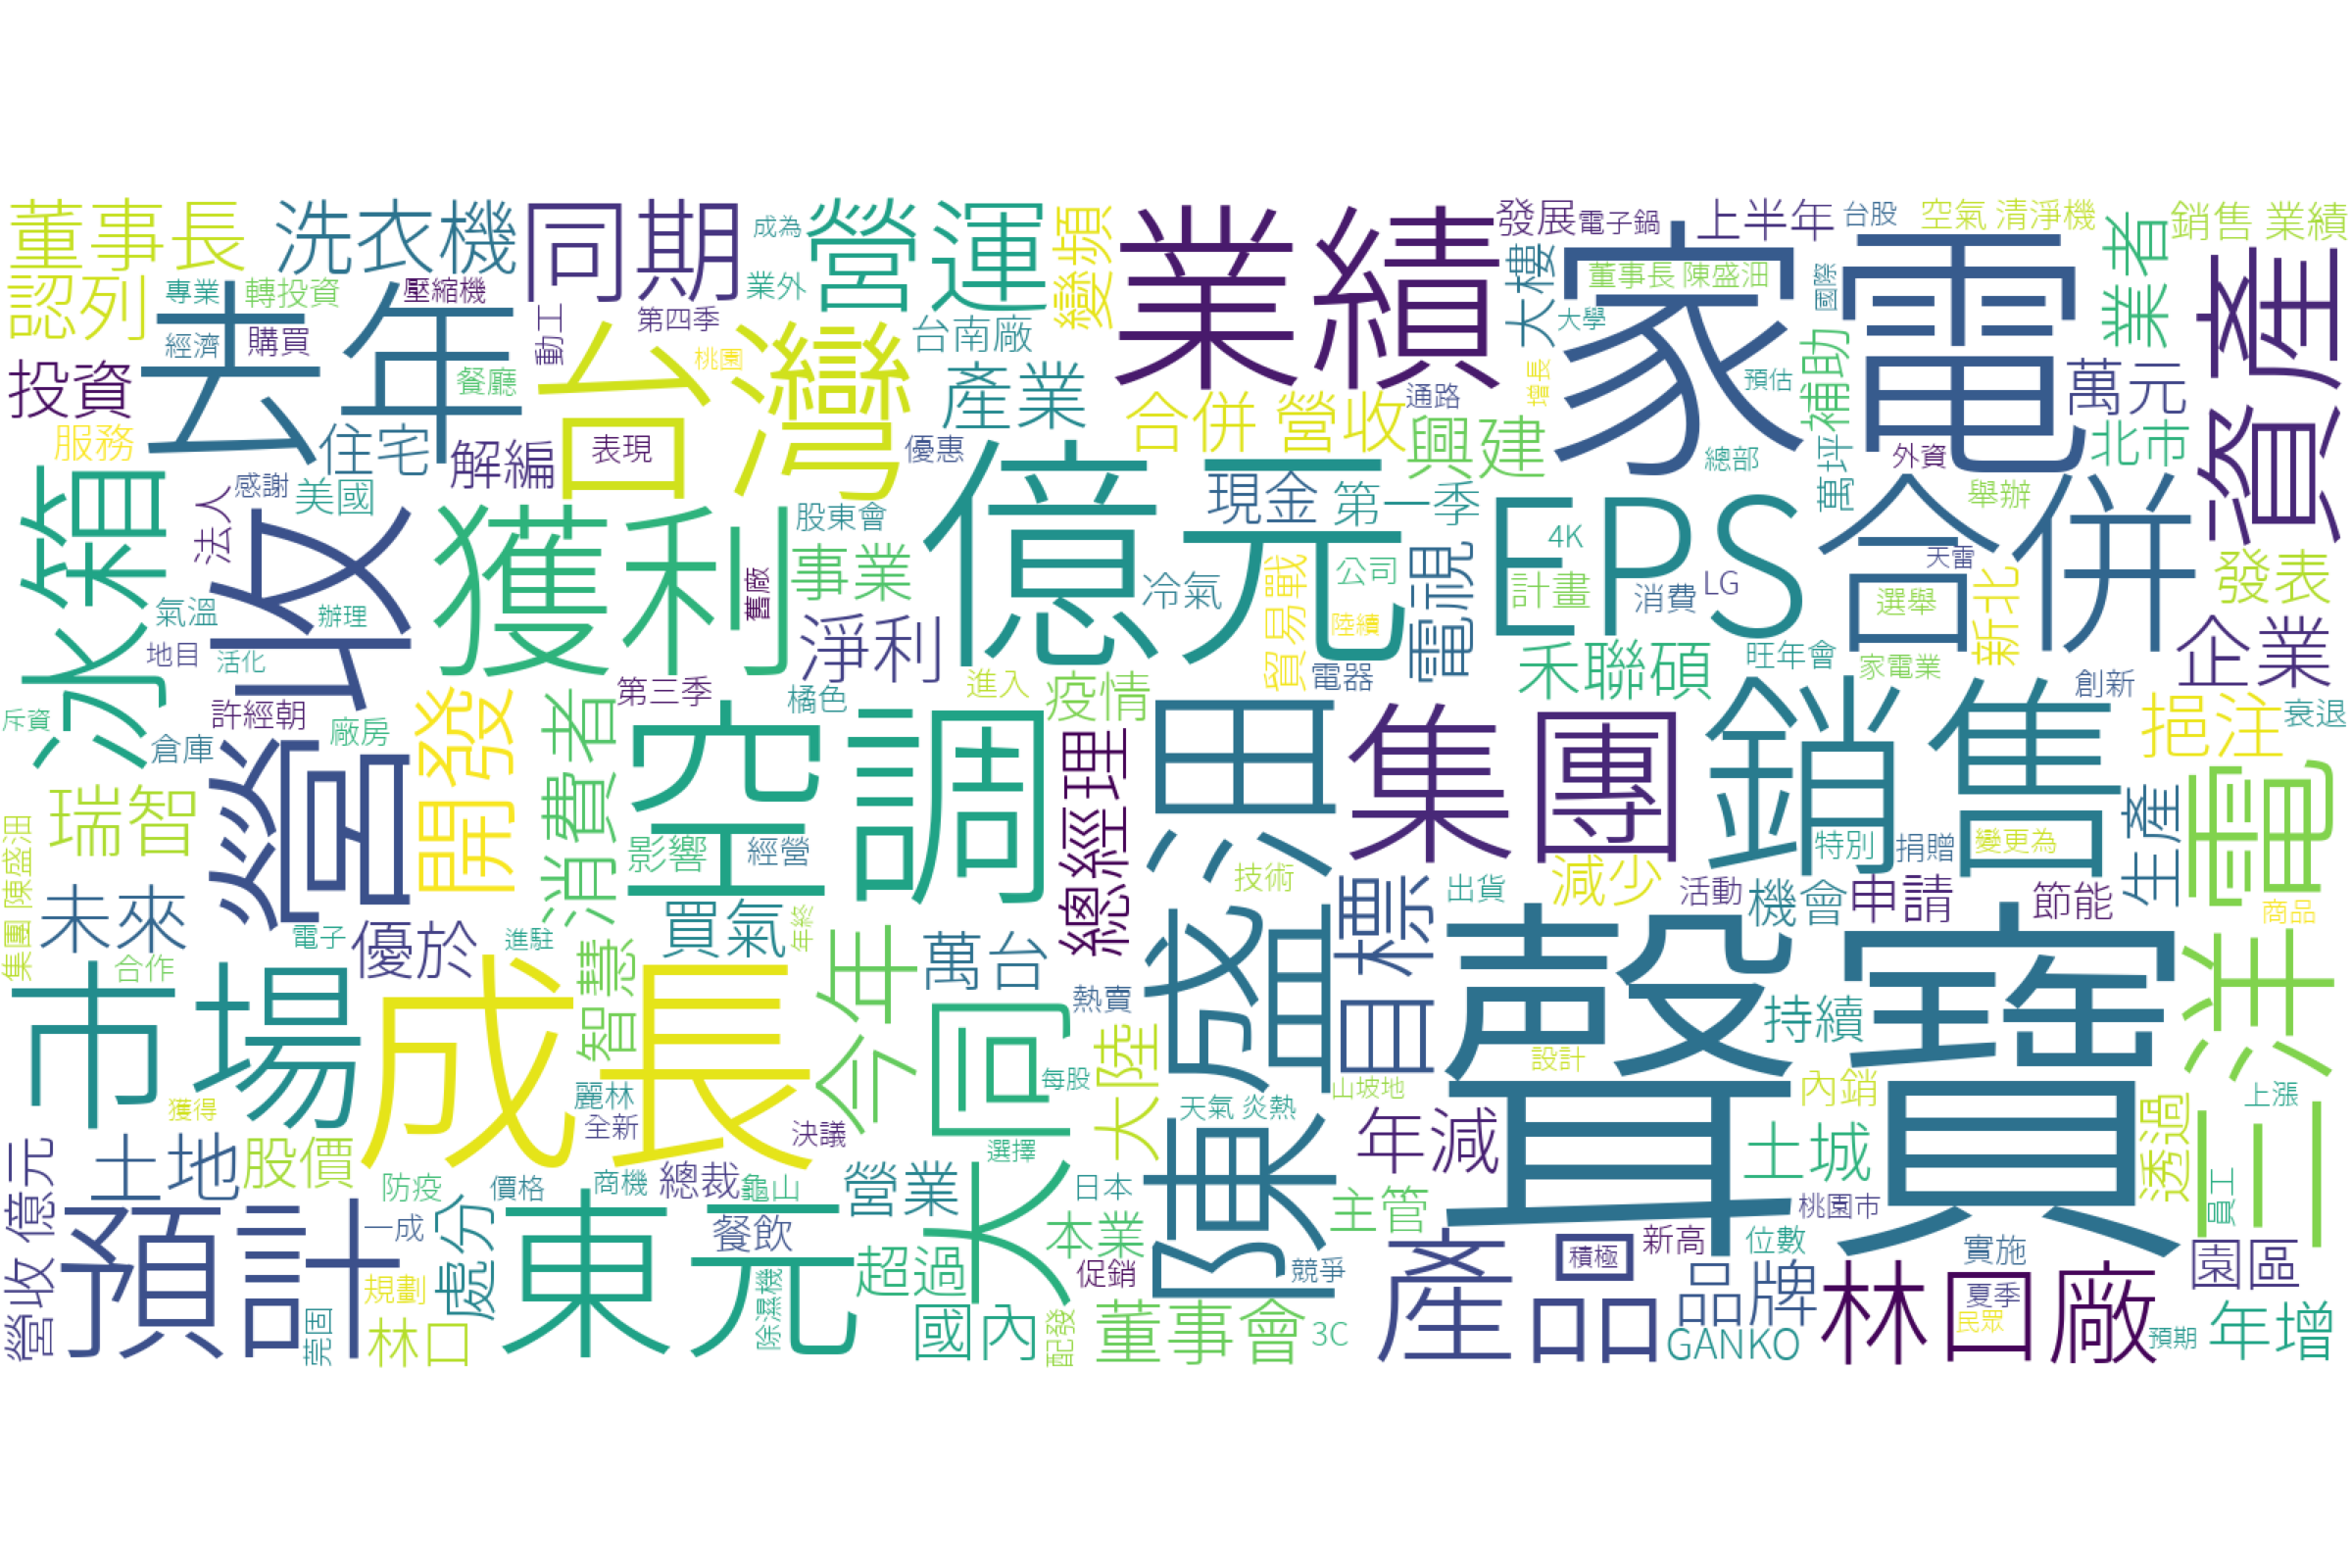 董事長
洗衣機
同期
成為
營運
變頻
業績
發展
電子鍋
上半年
台股
空氣 清淨機
業者
銷售 業績
認列
專業
轉投資
壓縮機
業外
大樓
董事長 陳盛沺
國際
家電
資產
去年
經濟
購買
動工
第四季
台南廠
大學
補助
投資
餐廳
桃園
台灣
產業
增長
預估
萬元
服務
住宅
解編
表現
優惠
合併 營收
通路
興建
總部
萬坪
外資
北市
冰箱
法人
感謝
美國
營收
獲利
股東會
億元
現金
第一季
EPS
4K
合併
舉辦
天雷
發表
氣溫
辦理
舊廠
事業
冷氣
貿易戰
公司
電視
計畫
消費
LG
選舉
新北
地目
活化
淨利
陸續
禾聯碩
旺年會
家電業
企業
斥資
許經朝
倉庫
廠房
開發
消費者
第三季
橘色
進入
疫情
電器
創新
挹注
衰退
瑞智
空調
總經理
陳盛沺
集團
銷售
三洋電
集團 陳盛沺
影響
經營
技術
減少
特別
捐贈
變更為
生產
未來
電子
優於
進駐
買氣
年終
萬台
目標
出貨
活動
機會
申請
節能
商品
市場
合作
成長
智慧
今年
大同
熱賣
大陸
聲寶
持續
獲得
麗林
全新
決議
每股
天氣 炎熱
設計
山坡地
內銷
透過
上漲
營收 億元
土地
股價
防疫
價格
商機
總裁
龜山
營業
選擇
日本
年減
土城
員工
預計
一成
處分
東元
餐飲
超過
本業
主管
桃園市
規劃
莞固
林口
除濕機
國內
促銷
配發
董事會
競爭
3C
產品
積極
新高
位數
品牌
GANKO
實施
夏季
民眾
林口廠
園區
預期
年增